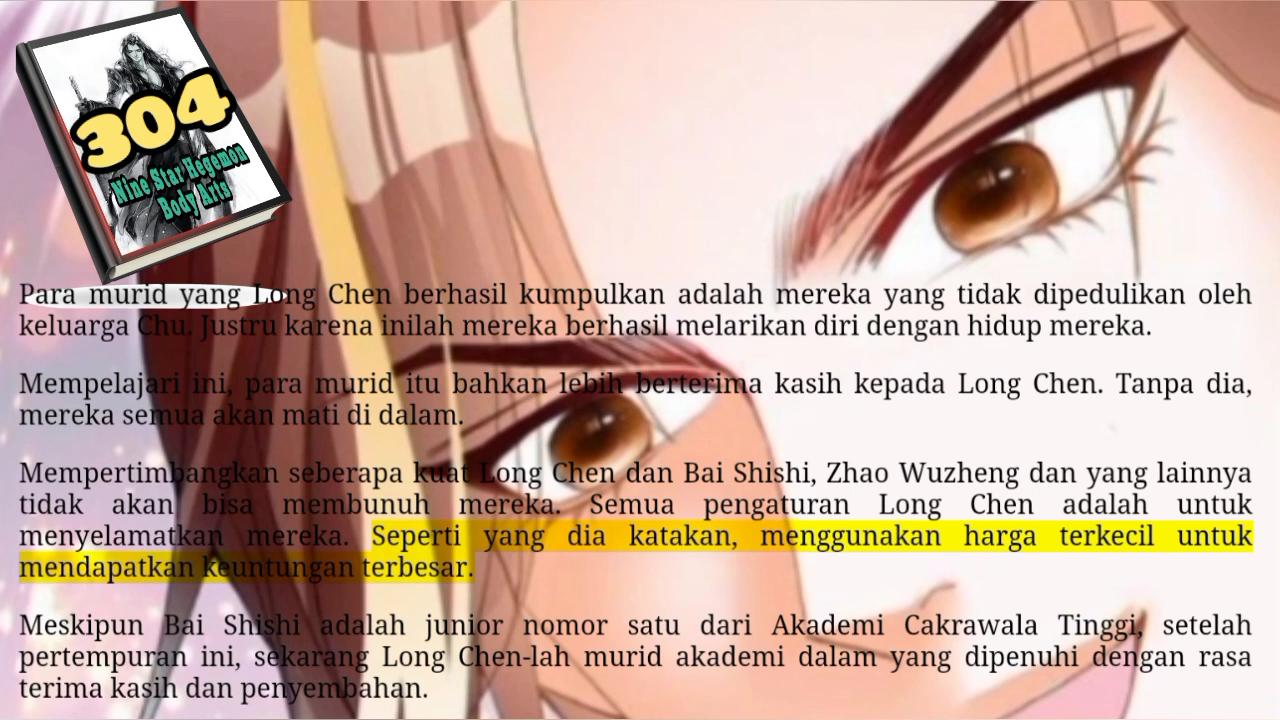 304
Nine Star Hegemon
Body Arts
Para murid yang Long Chen berhasil kumpulkan adalah mereka yang tidak dipedulikan oleh
keluarga Chu. Justru karena inilah mereka berhasil melarikan diri dengan hidup mereka.
Mempelajari ini, para murid itu bahkan lebih berterima kasih kepada Long Chen. Tanpa dia,
mereka semua akan mati di dalam.
Mempertimbangkan seberapa kuat Long Chen dan Bai Shishi, Zhao Wuzheng dan yang lainnya
tidak akan bisa membunuh mereka. Semua pengaturan Long Chen adalah untuk
menyelamatkan mereka. Seperti yang dia katakan, menggunakan harga terkecil untuk
mendapatkan keuntungan terbesar.
Meskipun Bai Shishi adalah junior nomor satu dari Akademi Cakrawala Tinggi, setelah
pertempuran ini, sekarang Long Chen-lah murid akademi dalam yang dipenuhi dengan rasa
terima kasih dan penyembahan.